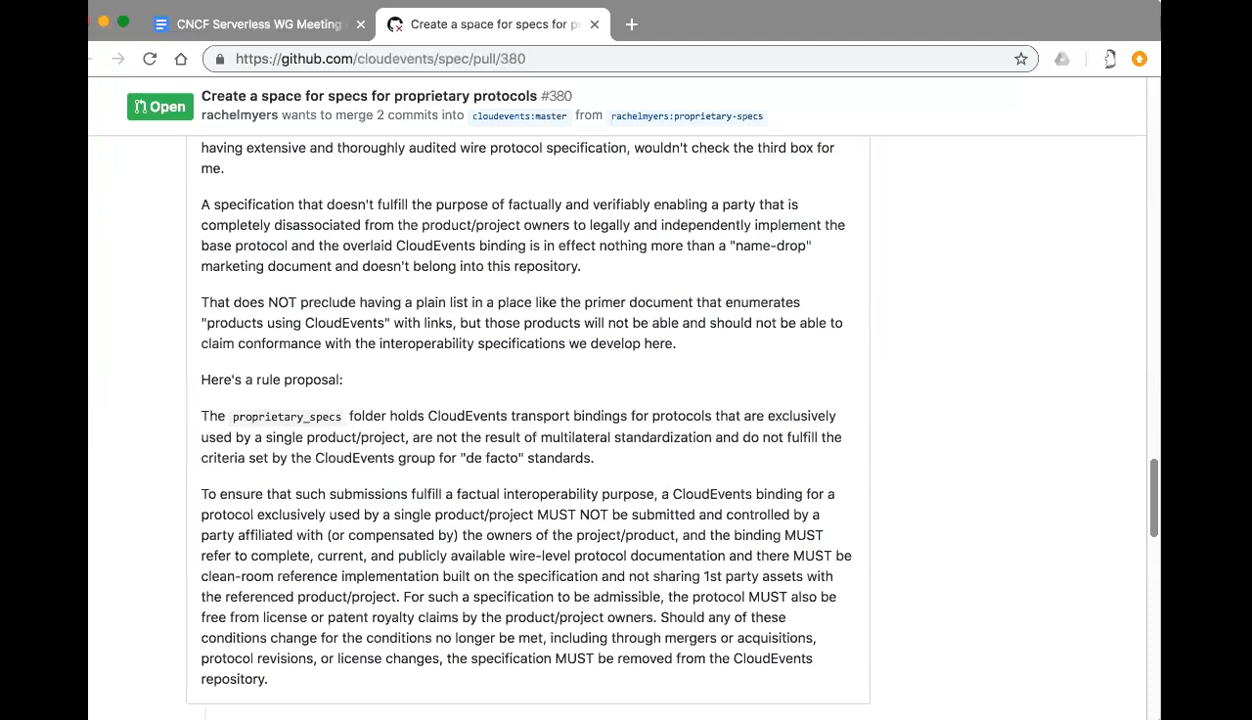 CNCF Serverless WG Meeting
Create a space for specs for p
https://github.com/cloudevents/spec/pull/380
Open
Create a space for specs for proprietary protocols #380
rachelmyers wants to merge 2 commits into cloudevents:master from rachelmyers:proprietary-specs
having extensive and thoroughly audited wire protocol specification, wouldn't check the third box for
me.
A specification that doesn't fulfill the purpose of factually and verifiably enabling a party that is
completely disassociated from the product/project owners to legally and independently implement the
base protocol and the overlaid CloudEvents binding is in effect nothing more than a "name-drop"
marketing document and doesn't belong into this repository.
That does NOT preclude having a plain list in a place like the primer document that enumerates
"products using CloudEvents" with links, but those products will not be able and should not be able to
claim conformance with the interoperability specifications we develop here.
Here's a rule proposal:
The proprietary_specs folder holds CloudEvents transport bindings for protocols that are exclusively
used by a single product/project, are not the result of multilateral standardization and do not fulfill the
criteria set by the CloudEvents group for "de facto" standards.
To ensure that such submissions fulfill a factual interoperability purpose, a CloudEvents binding for a
protocol exclusively used by a single product/project MUST NOT be submitted and controlled by a
party affiliated with (or compensated by) the owners of the project/product, and the binding MUST
refer to complete, current, and publicly available wire-level protocol documentation and there MUST be
clean-room reference implementation built on the specification and not sharing 1st party assets with
the referenced product/project. For such a specification to be admissible, the protocol MUST also be
free from license or patent royalty claims by the product/project owners. Should any of these
conditions change for the conditions no longer be met, including through mergers or acquisitions,
protocol revisions, or license changes, the specification MUST be removed from the CloudEvents
repository.